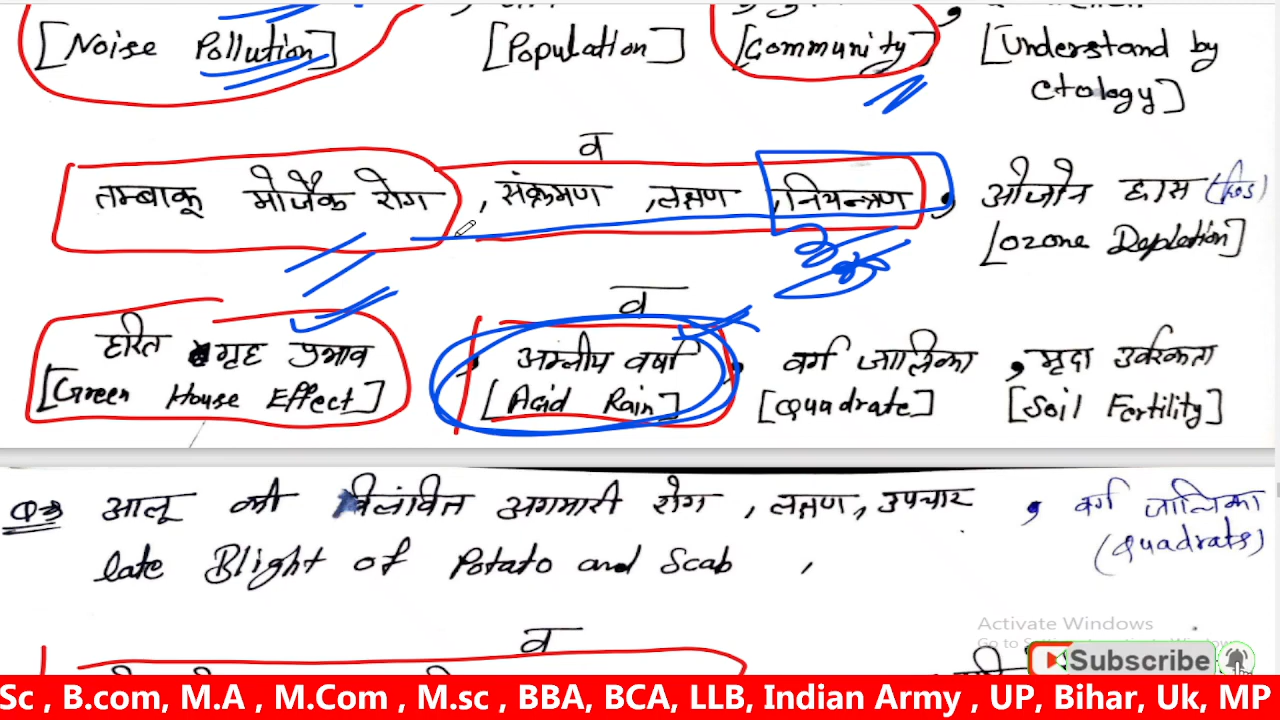 [Noise Pollution] [Population] [Community] [Understand by
Ctology]
व
तम्बाकू मोजैक रोग , संक्रमण , लक्षण , नियन्त्रण , ओजोन ह्रास
[Ozone Depletion]
व
हरित गृह प्रभाव , अम्लीय वर्षा , वर्ग जालिका , मृदा उर्वरकता
[Green House Effect] [Acid Rain] [Quadrate] [Soil Fertility]
Q→ आलू की विलंबित अगमारी रोग , लक्षण , उपचार , वर्ग जालिका
late Blight of Potato and Scab , (Quadrats)
Activate Windows
व
Subscribe
Sc , B.com, M.A , M.Com , M.sc , BBA, BCA, LLB, Indian Army , UP, Bihar, Uk, MP